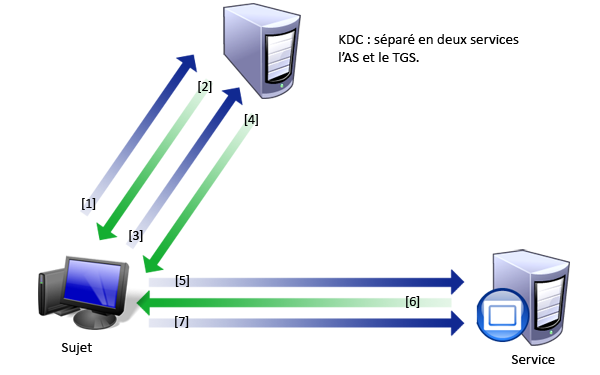 KDC : séparé en deux services
l'AS et le TGS.
[2]
[4]
[1]
[3]
[5]
[6]
[7]
Sujet
Service